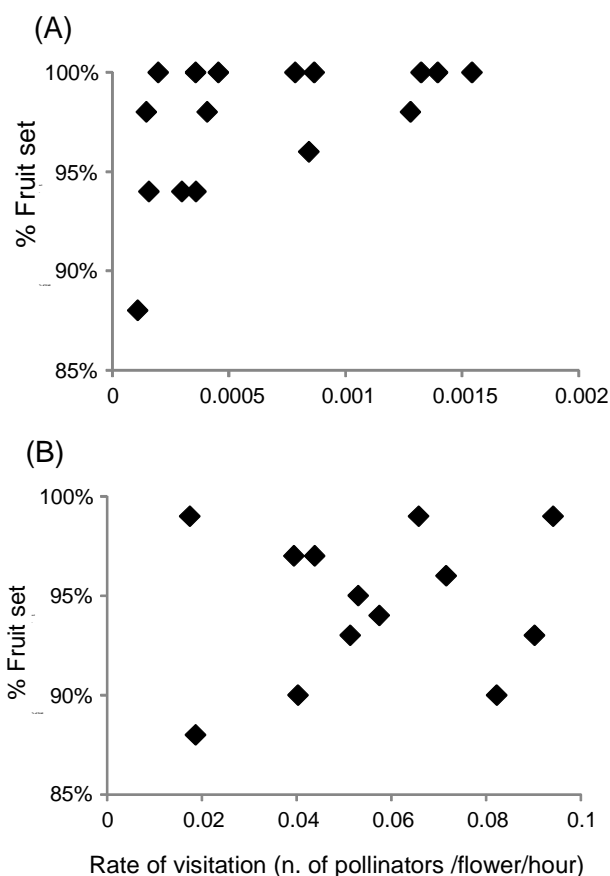 (A)
100%
95%
90%
85%
% Fruit set
0 0.0005 0.001 0.0015 0.002
(B)
100%
95%
90%
85%
% Fruit set
0 0.02 0.04 0.06 0.08 0.1
Rate of visitation (n. of pollinators /flower/hour)